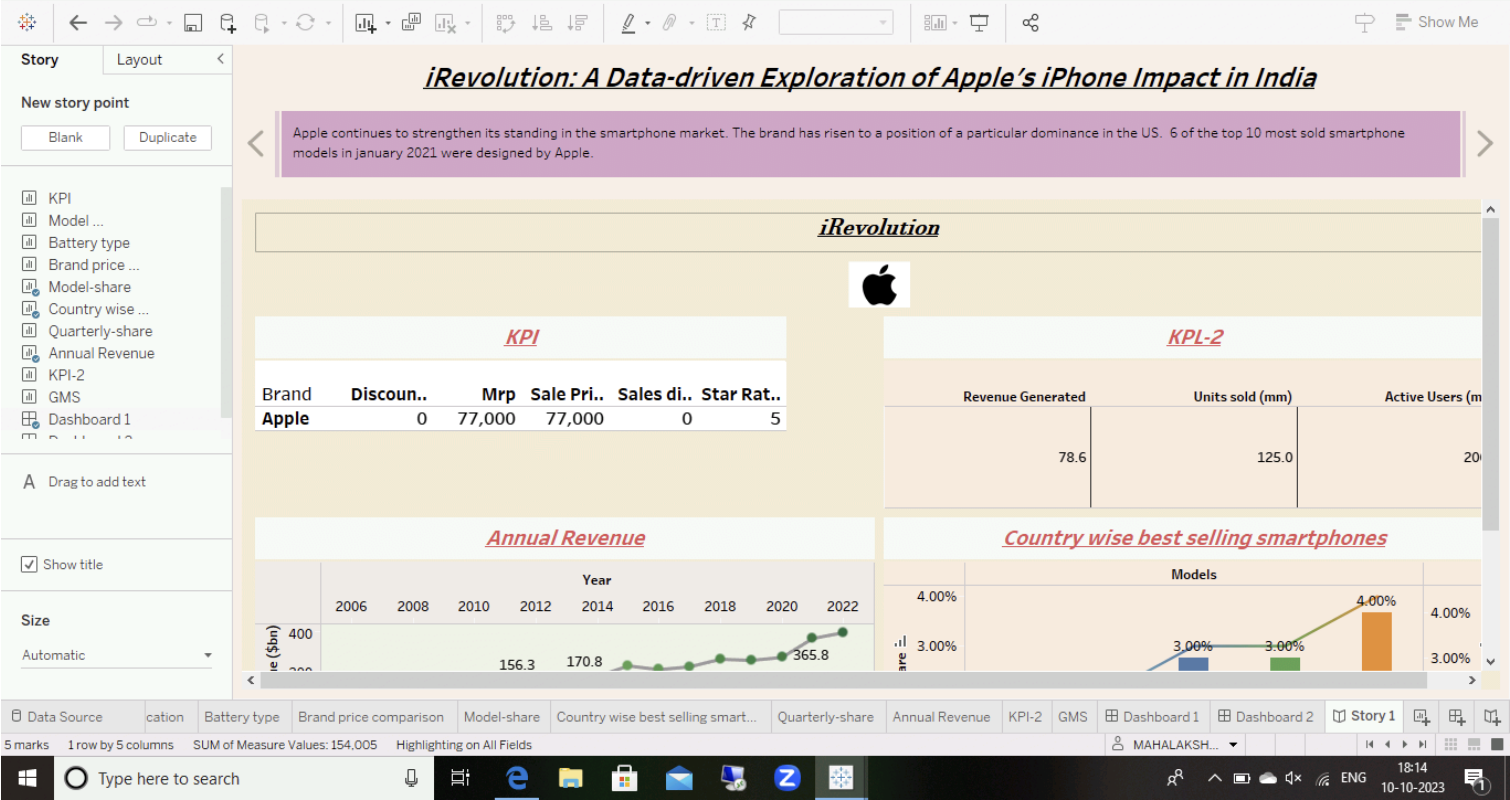 Show Me
Story
Layout
New story point
Blank
Duplicate
KPI
Model ...
Battery type
Brand price ...
Model-share
Country wise ...
Quarterly-share
Annual Revenue
KPI-2
GMS
Dashboard 1
A Drag to add text
Show title
Size
Automatic
iRevolution: A Data-driven Exploration of Apple's iPhone Impact in India
Apple continues to strengthen its standing in the smartphone market. The brand has risen to a position of a particular dominance in the US. 6 of the top 10 most sold smartphone
models in january 2021 were designed by Apple.
iRevolution
KPI
Brand Discoun.. Mrp Sale Pri.. Sales di.. Star Rat..
Apple 0 77,000 77,000 0 5
KPL-2
Revenue Generated Units sold (mm) Active Users (m
78.6 125.0
Annual Revenue
Year
2006 2008 2010 2012 2014 2016 2018 2020 2022
400
156.3 170.8 365.8
ue ($bn)
Country wise best selling smartphones
Models
4.00% 4.00% 4.00%
3.00% 3.00% 3.00% 3.00%
Data Source cation Battery type Brand price comparison Model-share Country wise best selling smart... Quarterly-share Annual Revenue KPI-2 GMS Dashboard 1 Dashboard 2 Story 1
5 marks 1 row by 5 columns SUM of Measure Values: 154,005 Highlighting on All Fields MAHALAKSH...
Type here to search
ENG
18:14
10-10-2023
1